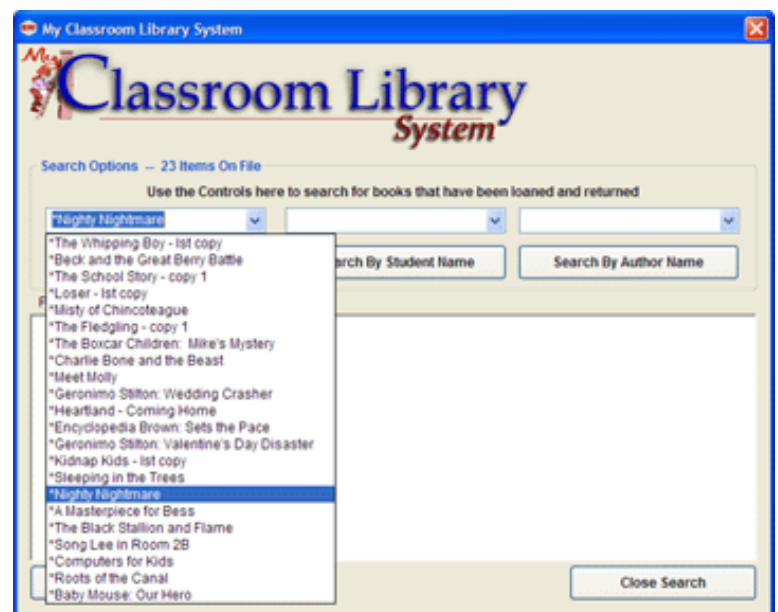 My Classroom Library System
My
Classroom Library
System
Search Options -- 23 Items On File
Use the Controls here to search for books that have been loaned and returned
*Nighty Nightmare
*The Whipping Boy - Ist copy
*Beck and the Great Berry Battle
*The School Story - copy 1
*Loser - Ist copy
*Misty of Chincoteague
*The Fledgling - copy 1
*The Boxcar Children: Mike's Mystery
*Charlie Bone and the Beast
*Meet Molly
*Geronimo Stilton: Wedding Crasher
*Heartland - Coming Home
*Encyclopedia Brown: Sets the Pace
*Geronimo Stilton: Valentine's Day Disaster
*Kidnap Kids - Ist copy
*Sleeping in the Trees
*Nighty Nightmare
*A Masterpiece for Bess
*The Black Stallion and Flame
*Song Lee in Room 2B
*Computers for Kids
*Roots of the Canal
*Baby Mouse: Our Hero
arch By Student Name
Search By Author Name
Close Search